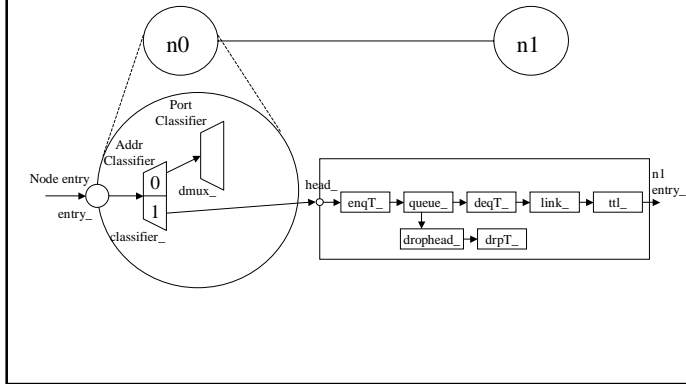 n0
n1
Port
Classifier
Addr
Classifier
Node entry
entry_
0
1
dmux_
classifier_
head_
enqT_
queue_
deqT_
link_
ttl_
n1
entry_
drophead_
drpT_